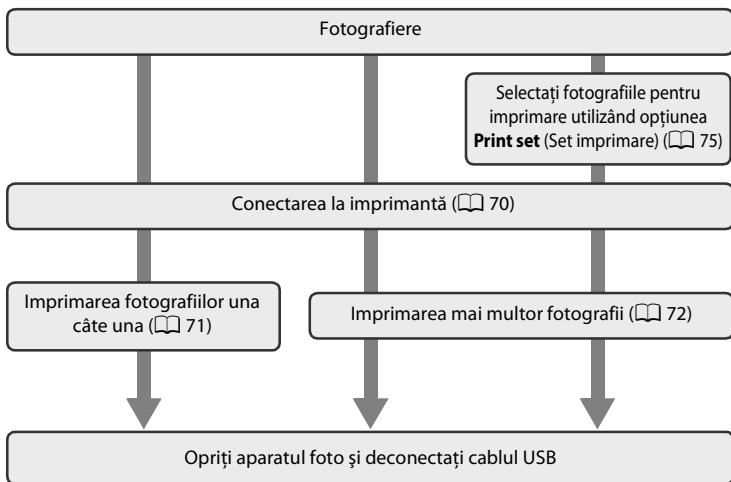 Fotografiere
Selectați fotografiile pentru
imprimare utilizând opțiunea
Print set (Set imprimare) (📖 75)
Conectarea la imprimantă (📖 70)
Imprimarea fotografiilor una
câte una (📖 71)
Imprimarea mai multor fotografii (📖 72)
Opriți aparatul foto şi deconectați cablul USB